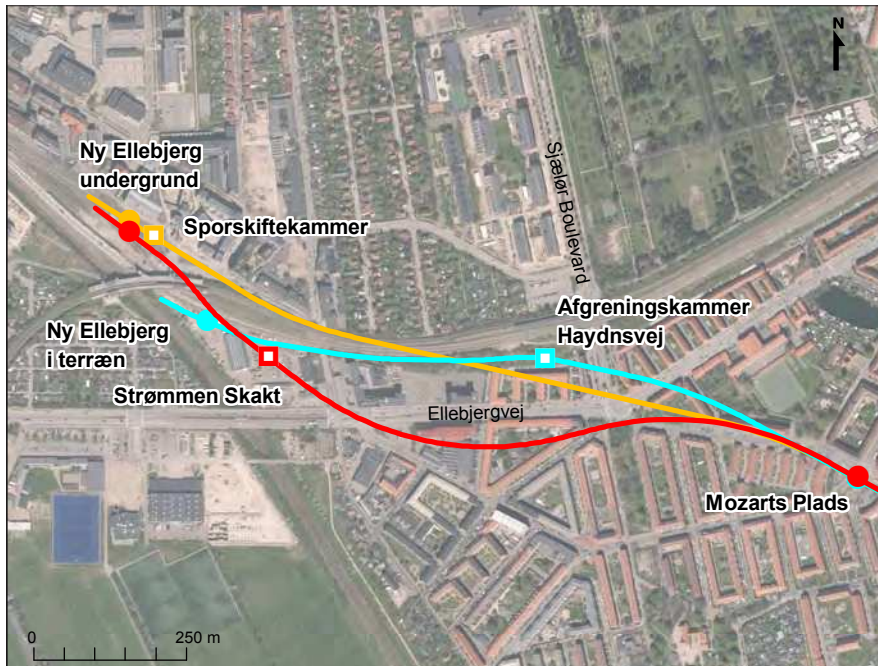 N
Ny Ellebjerg
undergrund
Sporskiftekammer
Sjælør Boulevard
Afgreningskammer
Haydnsvej
Ny Ellebjerg
i terræn
Strømmen Skakt
Ellebjergvej
Mozarts Plads
0
250 m